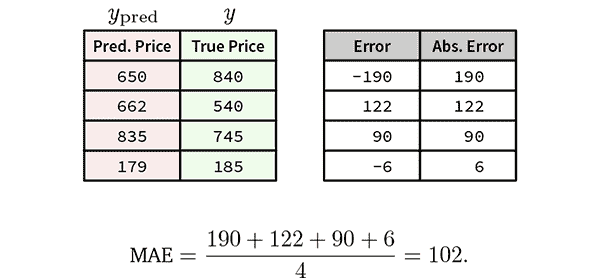 y_pred y
Pred. Price True Price Error Abs. Error
650 840 -190 190
662 540 122 122
835 745 90 90
179 185 -6 6
MAE = (190 + 122 + 90 + 6) / 4 = 102.